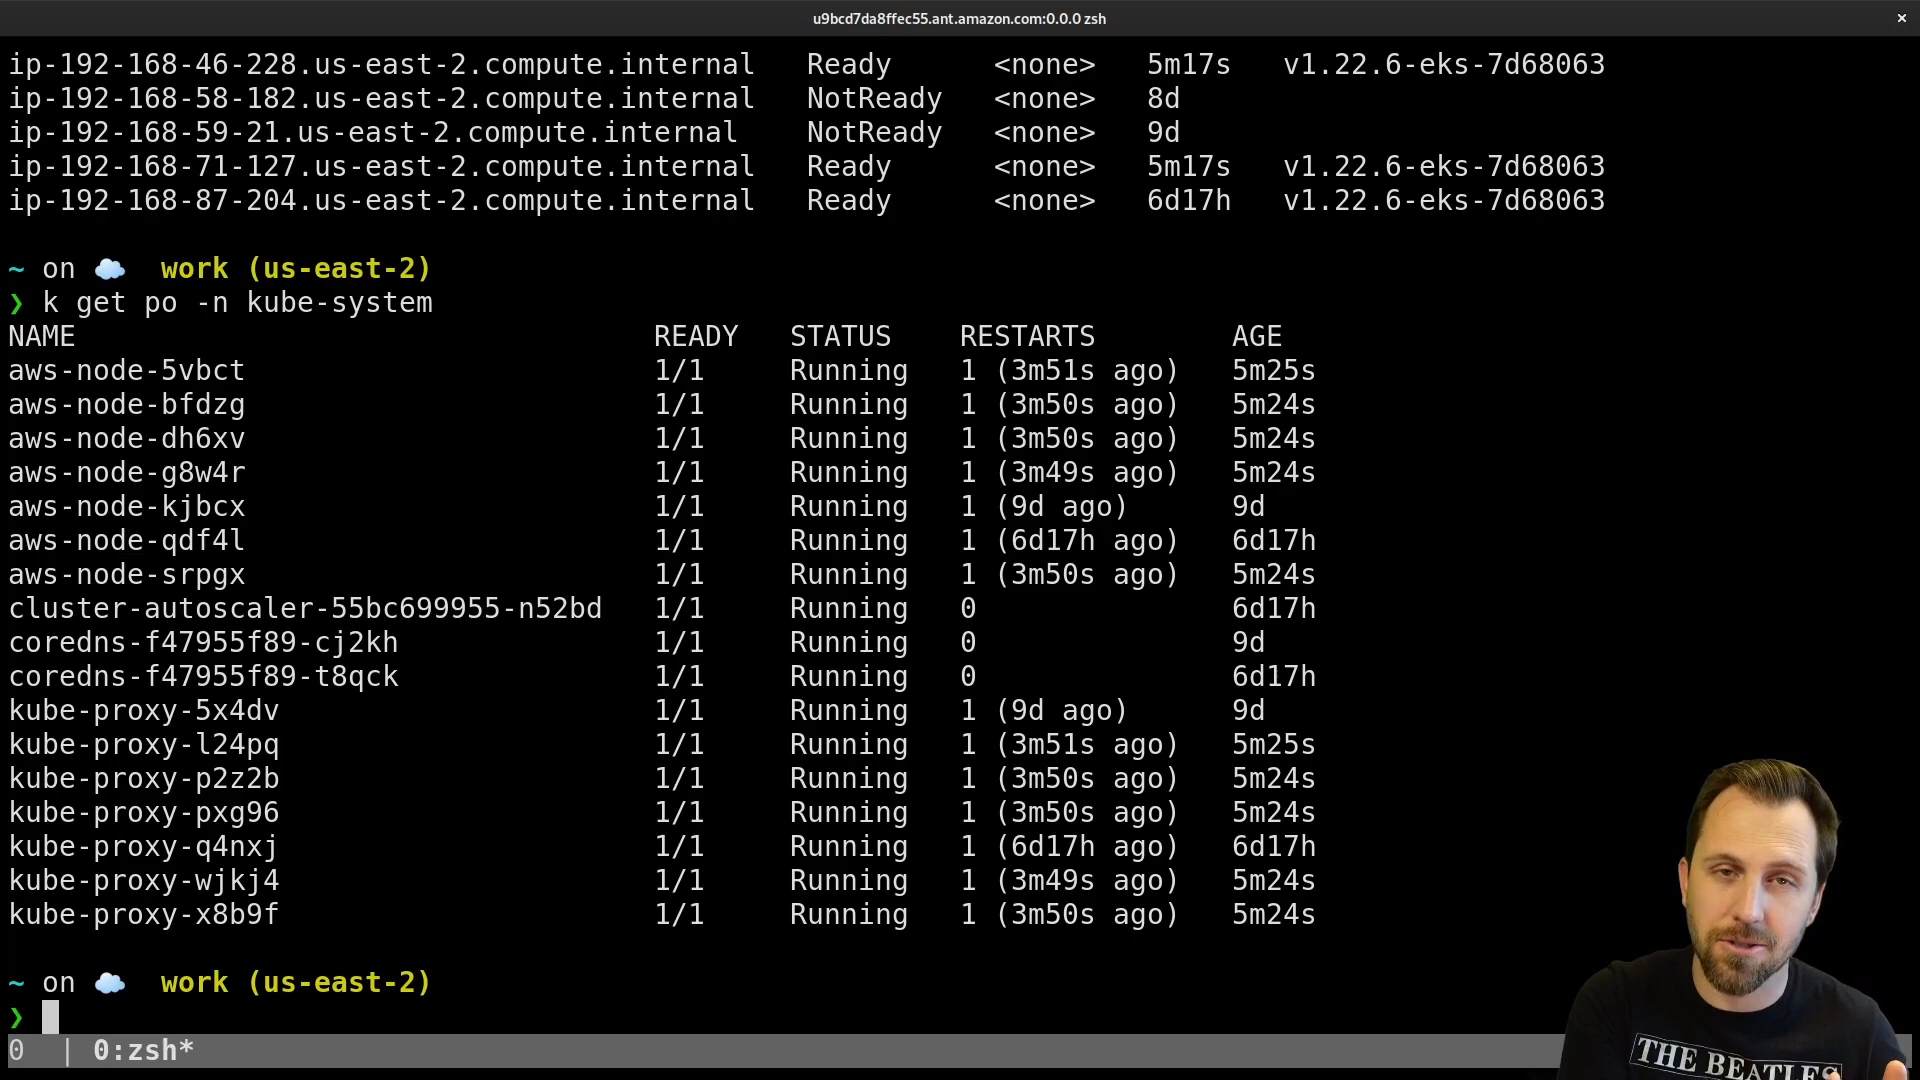 u9bcd7da8ffec55.ant.amazon.com:0.0.0 zsh ×
ip-192-168-46-228.us-east-2.compute.internal Ready <none> 5m17s v1.22.6-eks-7d68063
ip-192-168-58-182.us-east-2.compute.internal NotReady <none> 8d
ip-192-168-59-21.us-east-2.compute.internal NotReady <none> 9d
ip-192-168-71-127.us-east-2.compute.internal Ready <none> 5m17s v1.22.6-eks-7d68063
ip-192-168-87-204.us-east-2.compute.internal Ready <none> 6d17h v1.22.6-eks-7d68063
~ on ☁️ work (us-east-2)
❯ k get po -n kube-system
NAME READY STATUS RESTARTS AGE
aws-node-5vbct 1/1 Running 1 (3m51s ago) 5m25s
aws-node-bfdzg 1/1 Running 1 (3m50s ago) 5m24s
aws-node-dh6xv 1/1 Running 1 (3m50s ago) 5m24s
aws-node-g8w4r 1/1 Running 1 (3m49s ago) 5m24s
aws-node-kjbcx 1/1 Running 1 (9d ago) 9d
aws-node-qdf4l 1/1 Running 1 (6d17h ago) 6d17h
aws-node-srpgx 1/1 Running 1 (3m50s ago) 5m24s
cluster-autoscaler-55bc699955-n52bd 1/1 Running 0 6d17h
coredns-f47955f89-cj2kh 1/1 Running 0 9d
coredns-f47955f89-t8qck 1/1 Running 0 6d17h
kube-proxy-5x4dv 1/1 Running 1 (9d ago) 9d
kube-proxy-l24pq 1/1 Running 1 (3m51s ago) 5m25s
kube-proxy-p2z2b 1/1 Running 1 (3m50s ago) 5m24s
kube-proxy-pxg96 1/1 Running 1 (3m50s ago) 5m24s
kube-proxy-q4nxj 1/1 Running 1 (6d17h ago) 6d17h
kube-proxy-wjkj4 1/1 Running 1 (3m49s ago) 5m24s
kube-proxy-x8b9f 1/1 Running 1 (3m50s ago) 5m24s
~ on ☁️ work (us-east-2)
❯
0 | 0:zsh*
THE BEATLES